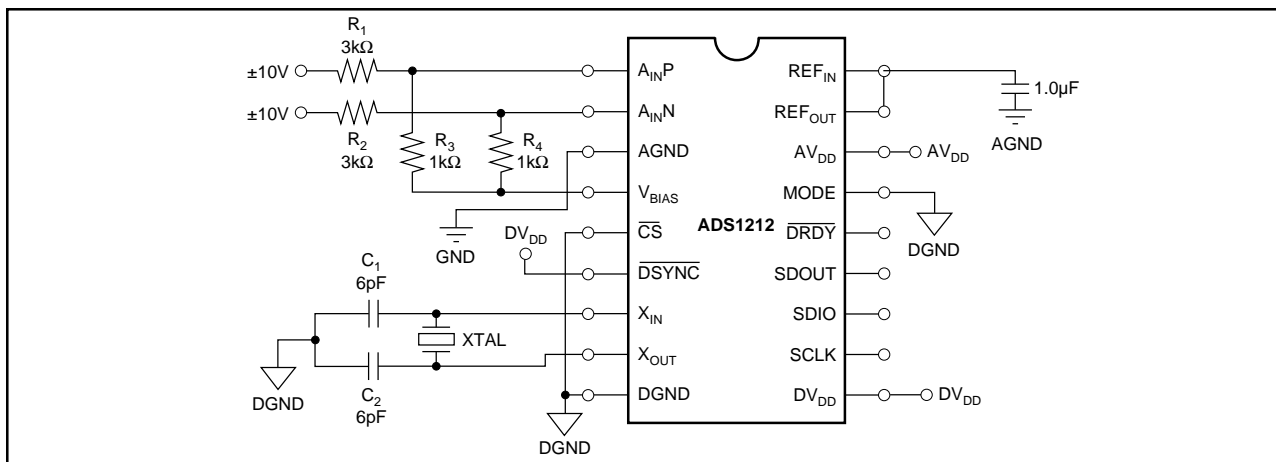 R1
3kΩ
±10V
±10V
R2
3kΩ
R3
1kΩ
R4
1kΩ
GND
DVDD
C1
6pF
XTAL
C2
6pF
DGND
DGND
AINP
AINN
AGND
VBIAS
CS
DSYNC
XIN
XOUT
DGND
ADS1212
REFIN
REFOUT
AVDD
MODE
DRDY
SDOUT
SDIO
SCLK
DVDD
1.0µF
AGND
AVDD
DGND
DVDD